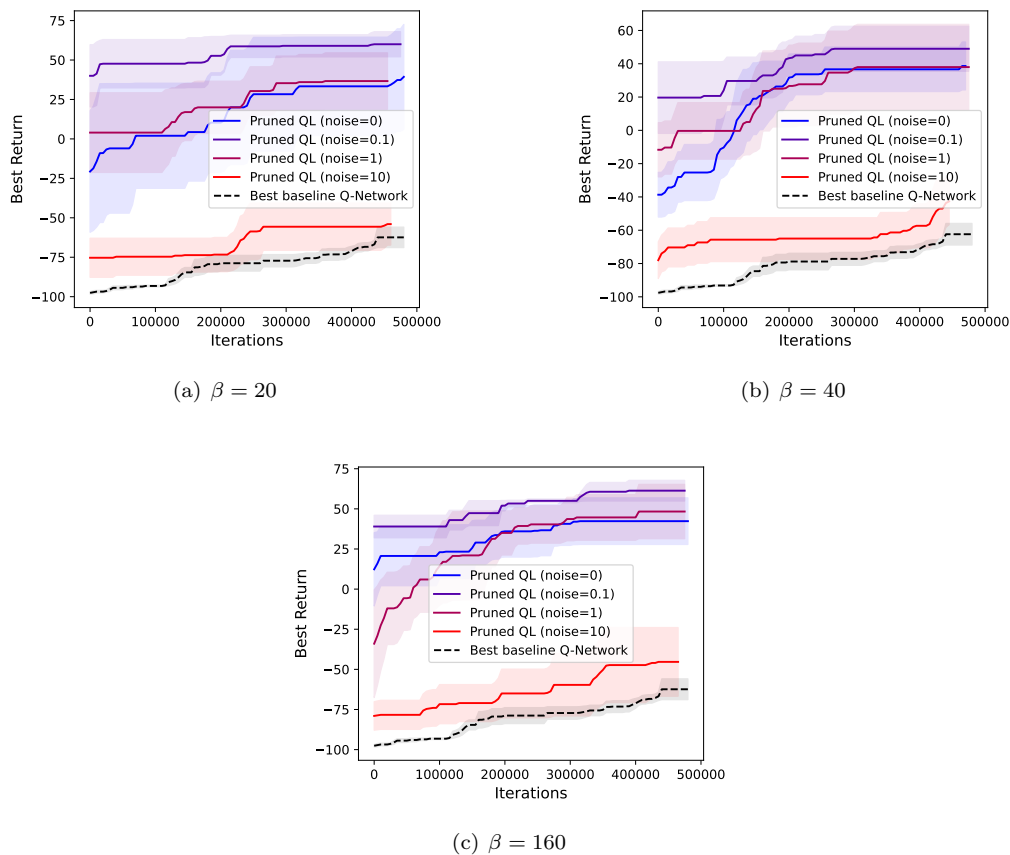 75
50
25
0
−25
−50
−75
−100
Best Return
Pruned QL (noise=0)
Pruned QL (noise=0.1)
Pruned QL (noise=1)
Pruned QL (noise=10)
Best baseline Q-Network
0 100000 200000 300000 400000 500000
Iterations
(a) β = 20
60
40
20
0
−20
−40
−60
−80
−100
Best Return
Pruned QL (noise=0)
Pruned QL (noise=0.1)
Pruned QL (noise=1)
Pruned QL (noise=10)
Best baseline Q-Network
0 100000 200000 300000 400000 500000
Iterations
(b) β = 40
75
50
25
0
−25
−50
−75
−100
Best Return
Pruned QL (noise=0)
Pruned QL (noise=0.1)
Pruned QL (noise=1)
Pruned QL (noise=10)
Best baseline Q-Network
0 100000 200000 300000 400000 500000
Iterations
(c) β = 160